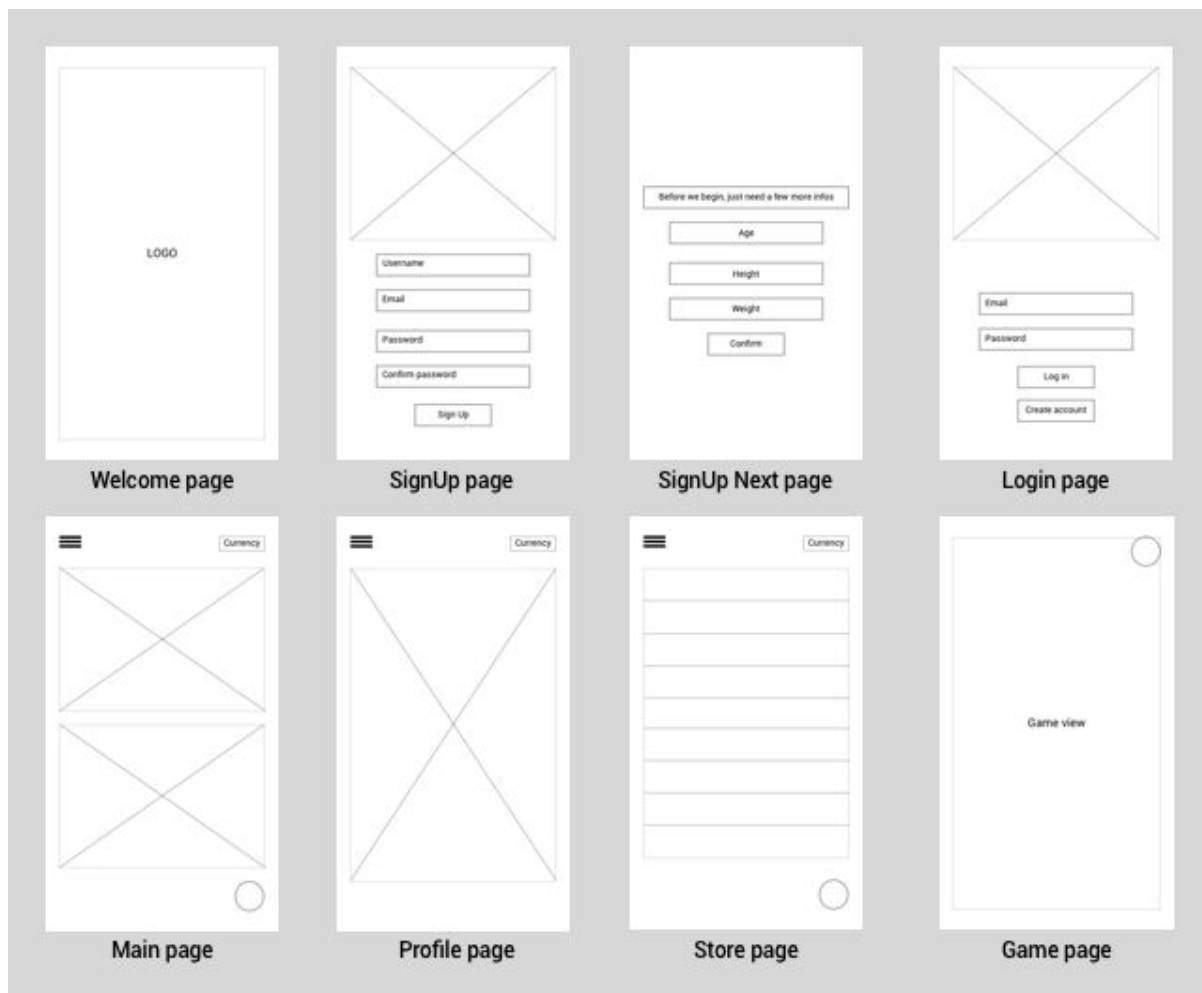 LOGO
Welcome page
Username
Email
Password
Confirm password
Sign Up
SignUp page
Before we begin, just need a few more infos
Age
Height
Weight
Confirm
SignUp Next page
Email
Password
Log in
Create account
Login page
Currency
Main page
Currency
Profile page
Currency
Store page
Game view
Game page